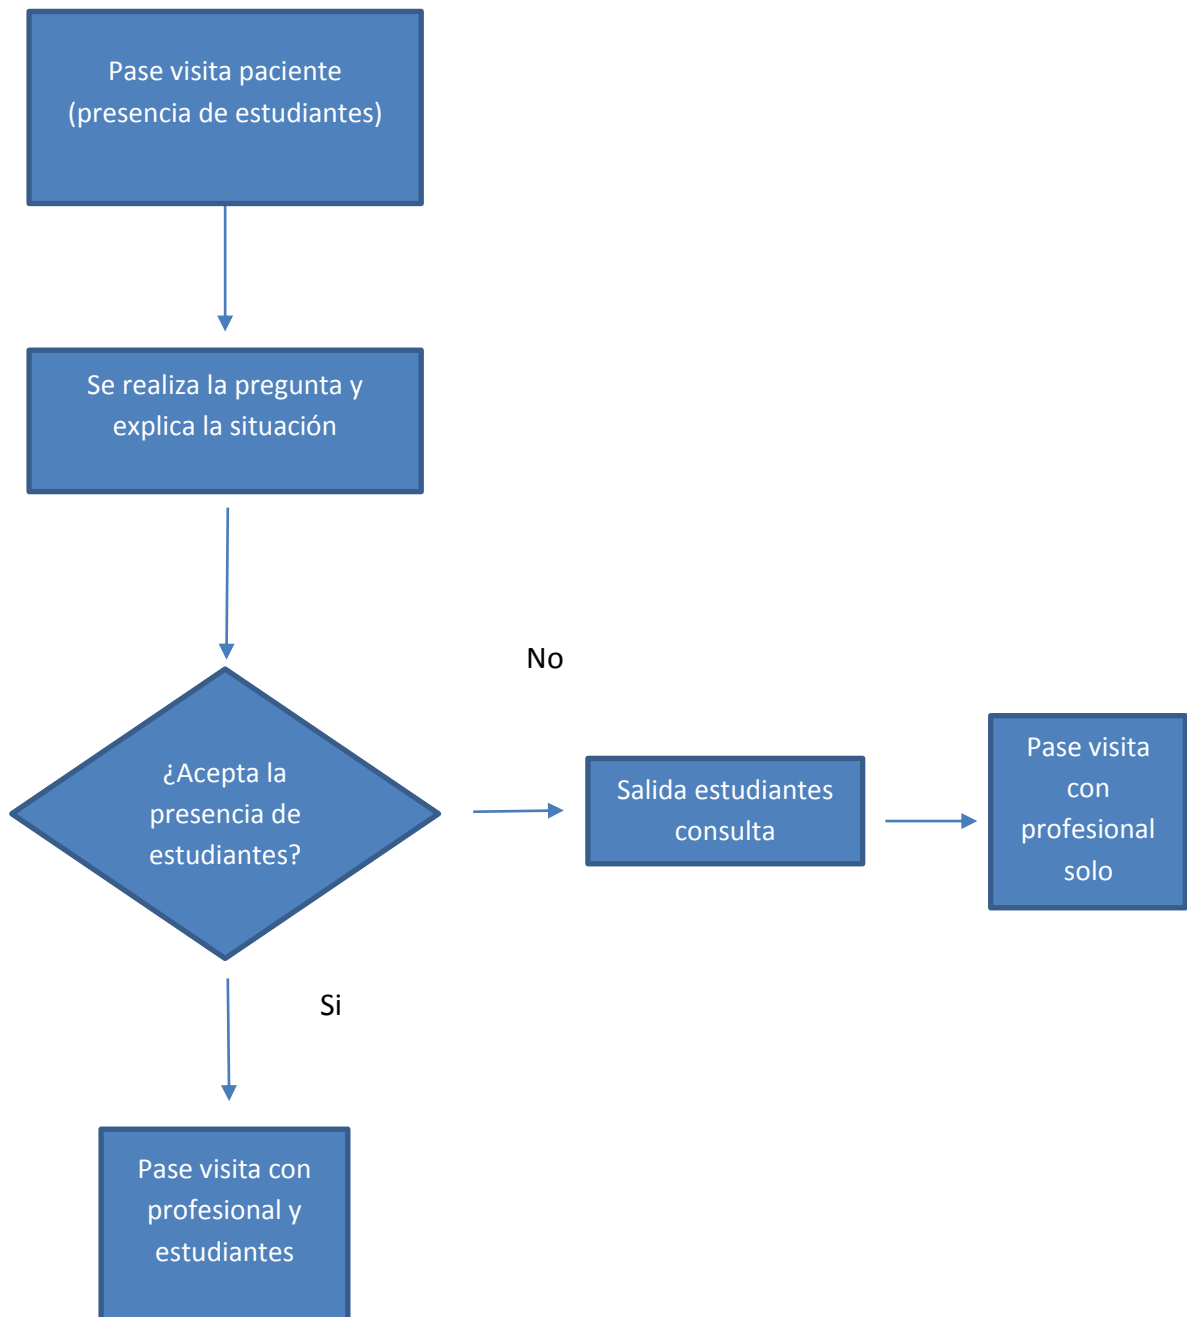 Pase visita paciente
(presencia de estudiantes)
Se realiza la pregunta y
explica la situación
No
¿Acepta la
presencia de
estudiantes?
Salida estudiantes
consulta
Pase visita
con
profesional
solo
Si
Pase visita con
profesional y
estudiantes